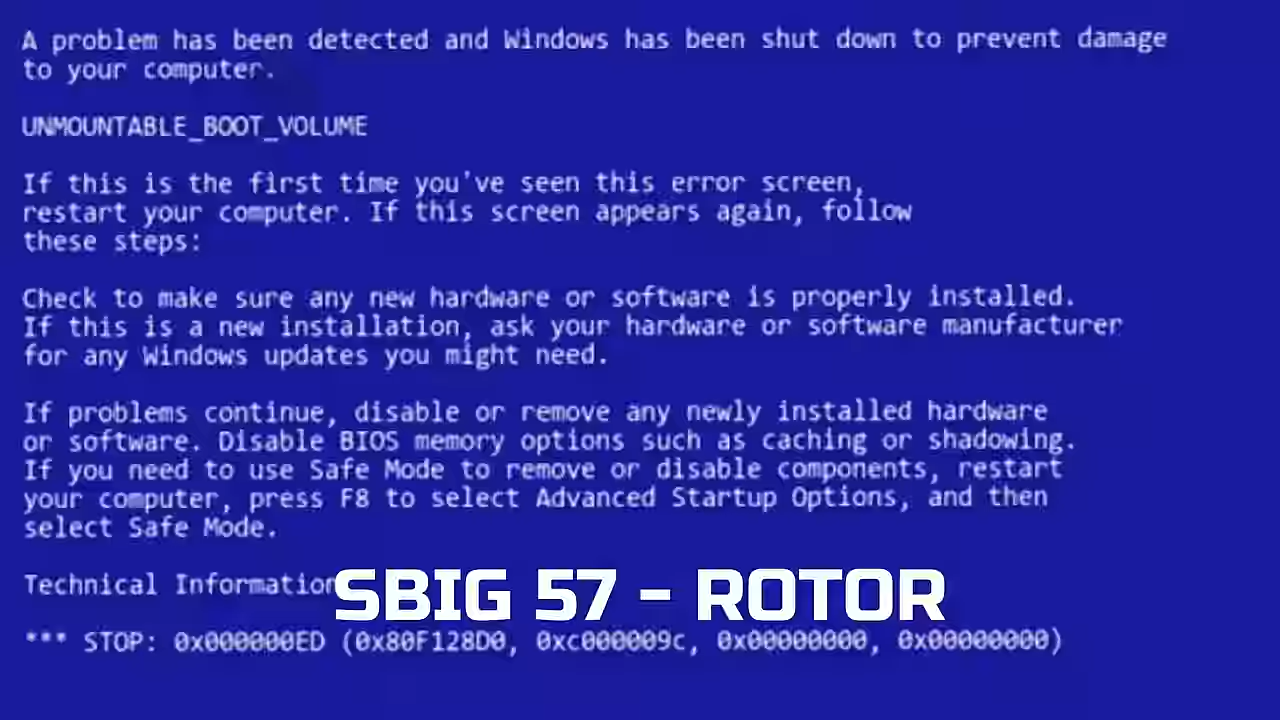 A problem has been detected and Windows has been shut down to prevent damage
to your computer.
UNMOUNTABLE_BOOT_VOLUME
If this is the first time you've seen this error screen,
restart your computer. If this screen appears again, follow
these steps:
Check to make sure any new hardware or software is properly installed.
If this is a new installation, ask your hardware or software manufacturer
for any Windows updates you might need.
If problems continue, disable or remove any newly installed hardware
or software. Disable BIOS memory options such as caching or shadowing.
If you need to use Safe Mode to remove or disable components, restart
your computer, press F8 to select Advanced Startup Options, and then
select Safe Mode.
Technical Information
SBIG 57 - ROTOR
*** STOP: 0x000000ED (0x80F128D0, 0xc000009c, 0x00000000, 0x00000000)